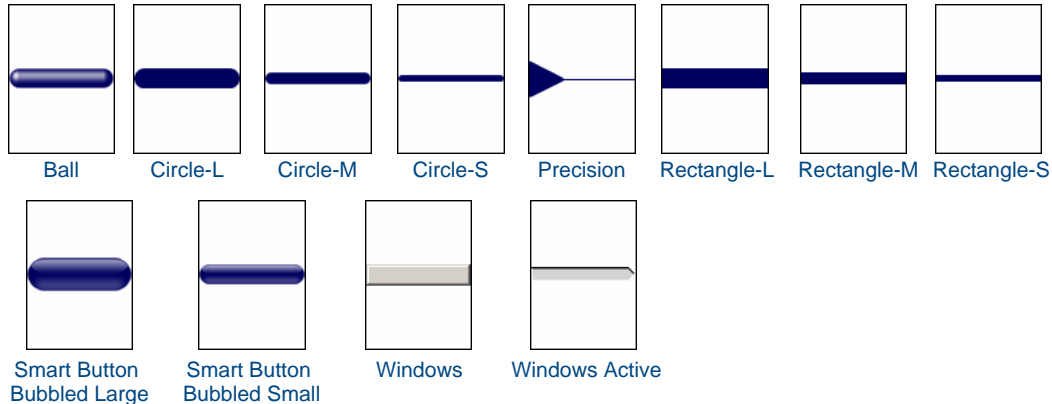 Ball Circle-L Circle-M Circle-S Precision Rectangle-L Rectangle-M Rectangle-S
Smart Button Bubbled Large
Smart Button Bubbled Small
Windows
Windows Active